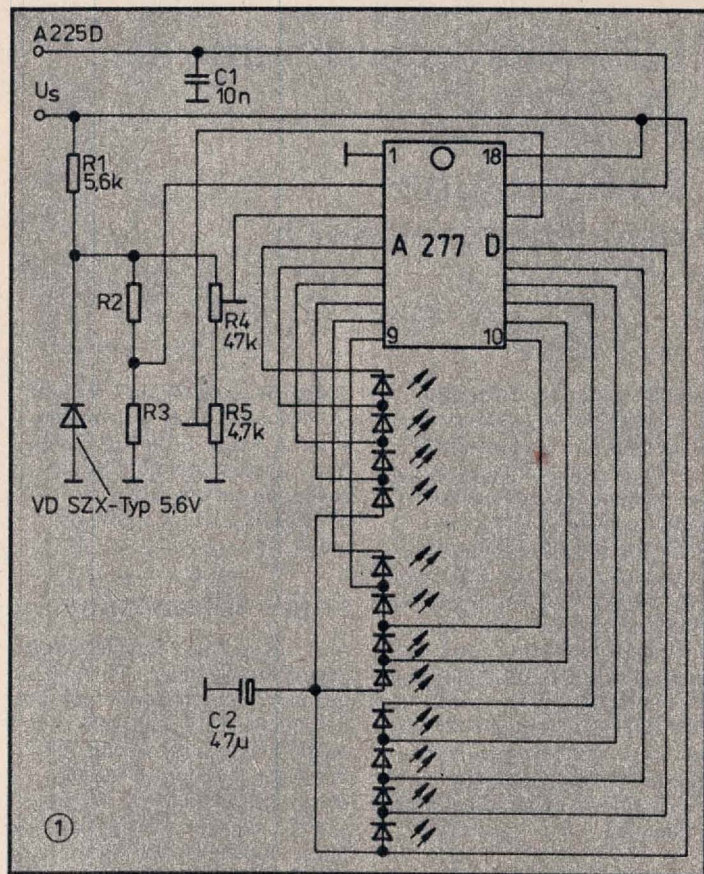 A225D
C1
10n
Us
R1
5,6k
1
18
A 277 D
R2
R4
47k
9
10
R3
R5
4,7k
VD SZX-Typ 5,6V
C2
47µ
1